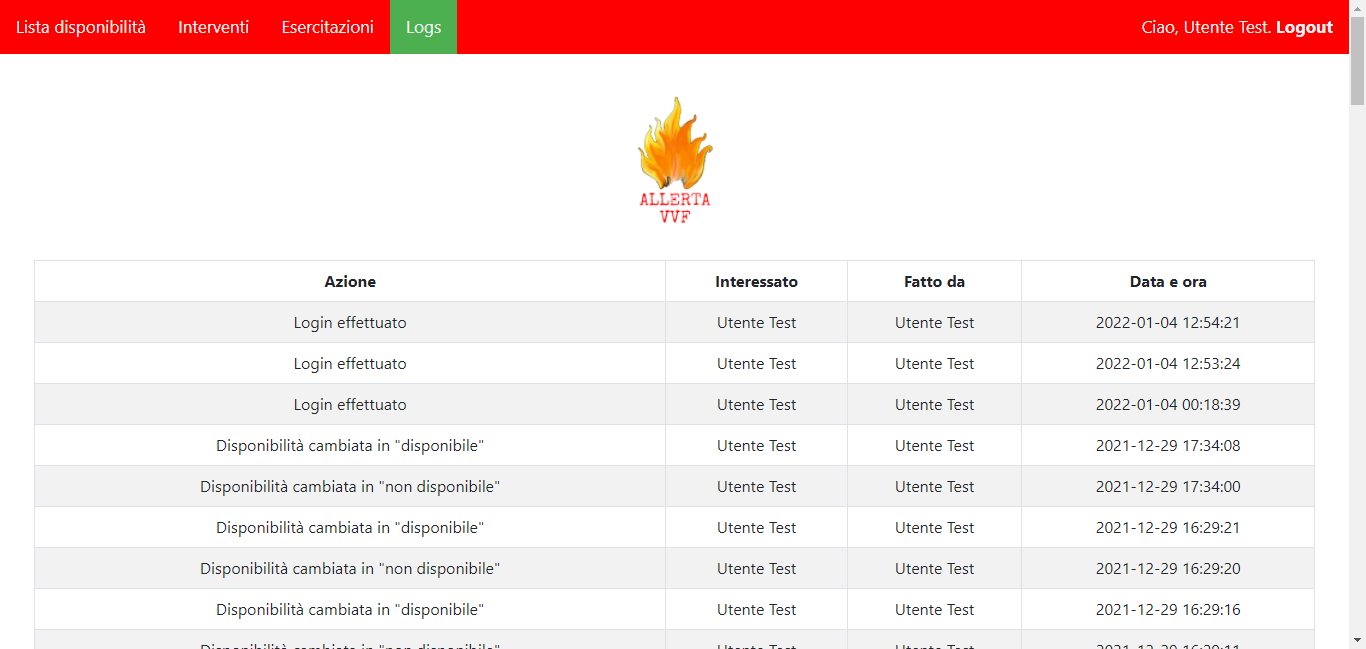 Lista disponibilità Interventi Esercitazioni Logs Ciao, Utente Test. Logout
ALLERTA
VVF
Azione Interessato Fatto da Data e ora
Login effettuato Utente Test Utente Test 2022-01-04 12:54:21
Login effettuato Utente Test Utente Test 2022-01-04 12:53:24
Login effettuato Utente Test Utente Test 2022-01-04 00:18:39
Disponibilità cambiata in "disponibile" Utente Test Utente Test 2021-12-29 17:34:08
Disponibilità cambiata in "non disponibile" Utente Test Utente Test 2021-12-29 17:34:00
Disponibilità cambiata in "disponibile" Utente Test Utente Test 2021-12-29 16:29:21
Disponibilità cambiata in "non disponibile" Utente Test Utente Test 2021-12-29 16:29:20
Disponibilità cambiata in "disponibile" Utente Test Utente Test 2021-12-29 16:29:16